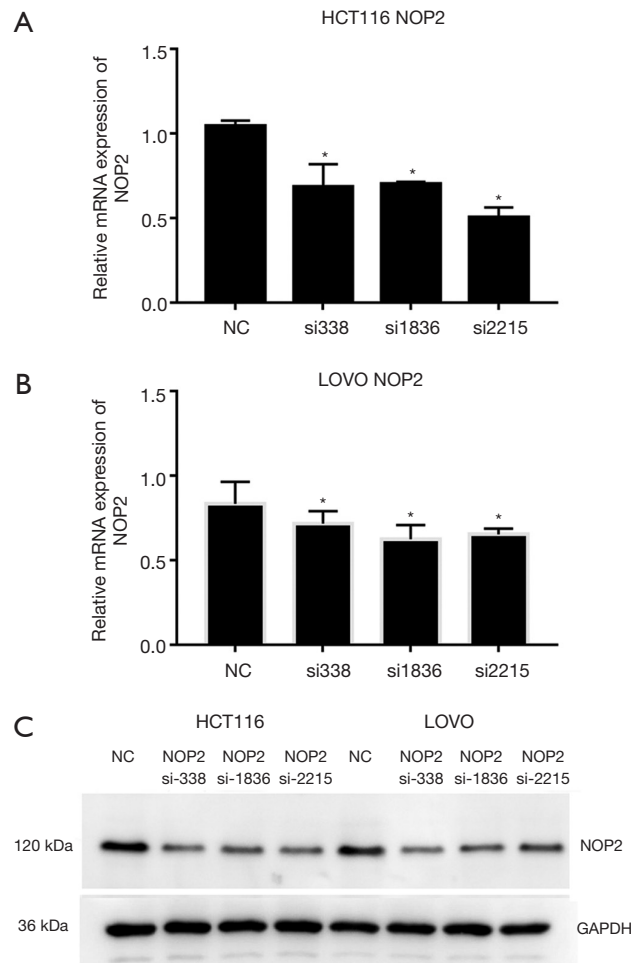 A
HCT116 NOP2
Relative mRNA expression of
NOP2
1.5
1.0
0.5
0.0
*
*
*
NC
si338
si1836
si2215
B
LOVO NOP2
Relative mRNA expression of
NOP2
1.5
1.0
0.5
0.0
*
*
*
NC
si338
si1836
si2215
C
HCT116
LOVO
NC
NOP2
si-338
NOP2
si-1836
NOP2
si-2215
NC
NOP2
si-338
NOP2
si-1836
NOP2
si-2215
120 kDa
NOP2
36 kDa
GAPDH